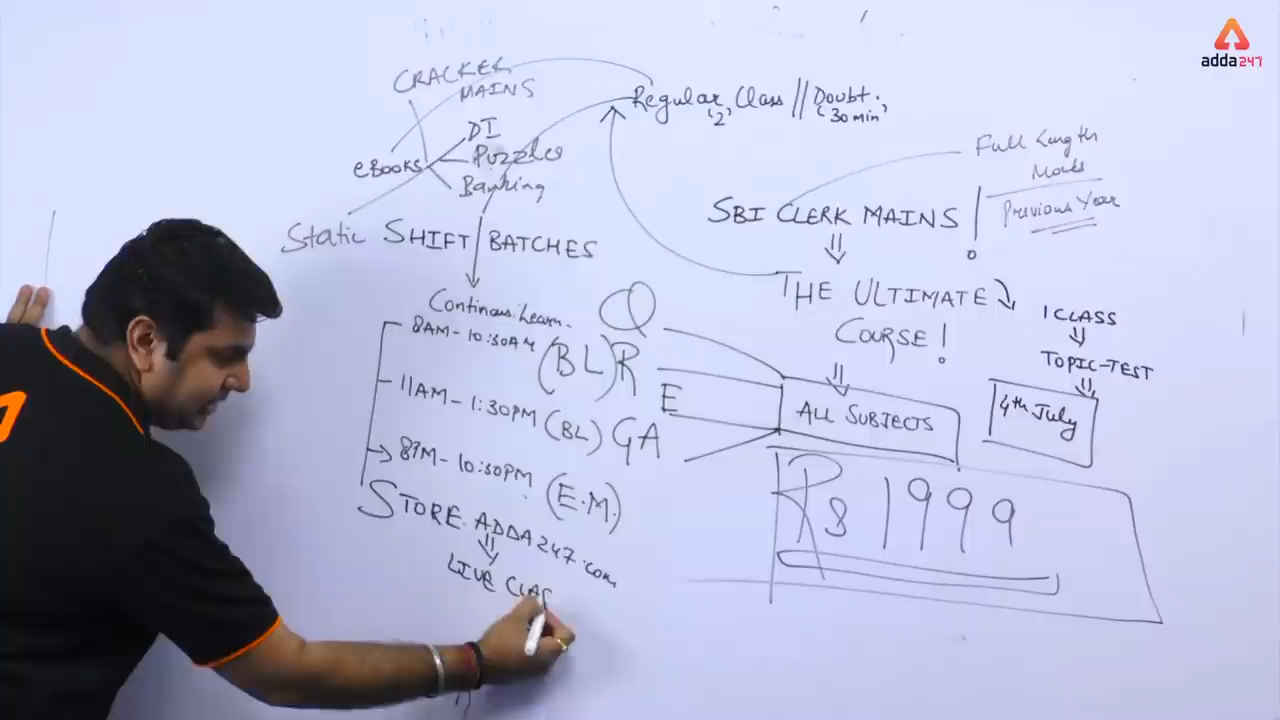 adda247
CRACKER
MAINS
eBooks
DI
Puzzles
Banking
Static SHIFT BATCHES
Continous Learn.
8AM-10:30AM (BL)
11AM-1:30PM (BL)
8PM-10:30PM (E.M.)
STORE.ADDA247.com
LIVE CLAS
Q
R
E
GA
Regular Class || Doubt.
(2) (30 min)
Full Length
Mocks
Previous Year
SBI CLERK MAINS !
THE ULTIMATE
COURSE !
ALL SUBJECTS
1 CLASS
TOPIC-TEST
4th July
Rs 1999